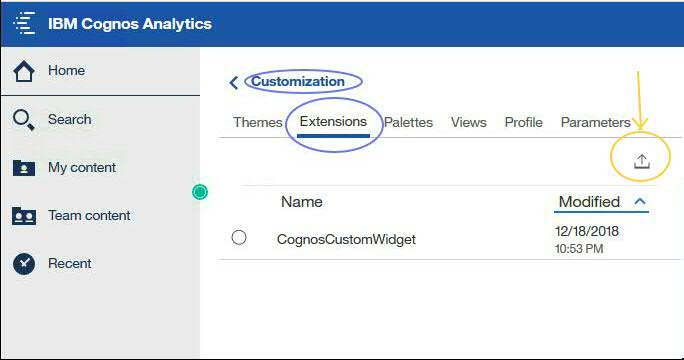 IBM Cognos Analytics
Home
Search
My content
Team content
Recent
Customization
Themes Extensions Palettes Views Profile Parameters
Name Modified
CognosCustomWidget 12/18/2018
10:53 PM